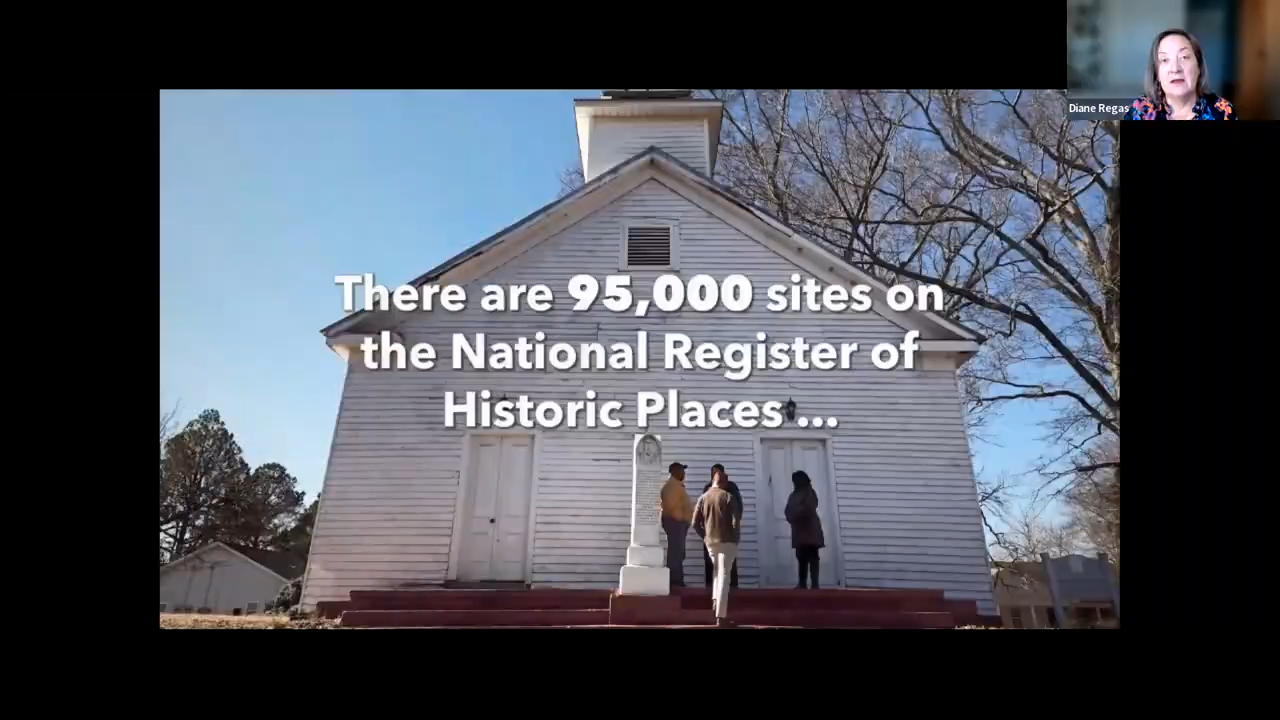 There are 95,000 sites on
the National Register of
Historic Places ...
Diane Regas